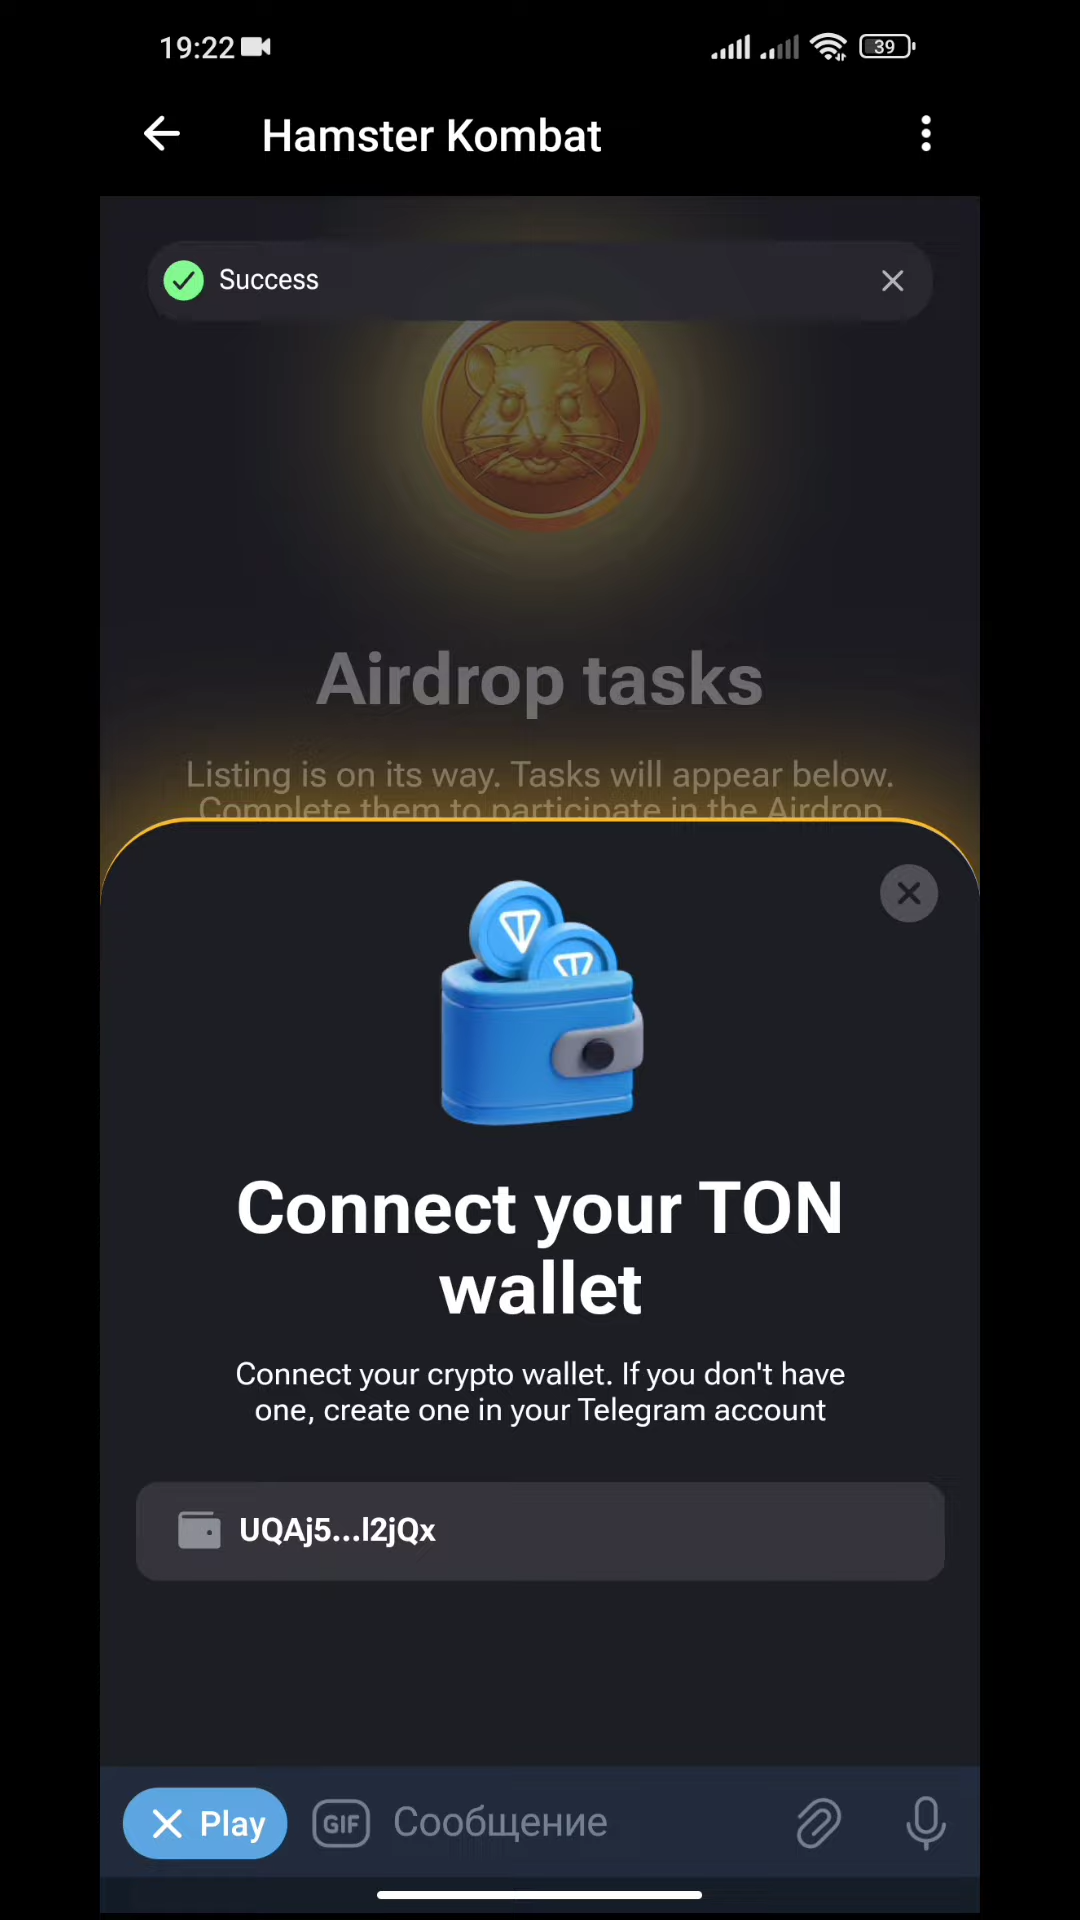 19:22
39
Hamster Kombat
Success
Airdrop tasks
Listing is on its way. Tasks will appear below.
Complete them to participate in the Airdrop
Connect your TON
wallet
Connect your crypto wallet. If you don't have
one, create one in your Telegram account
UQAj5...l2jQx
Play
GIF
Сообщение